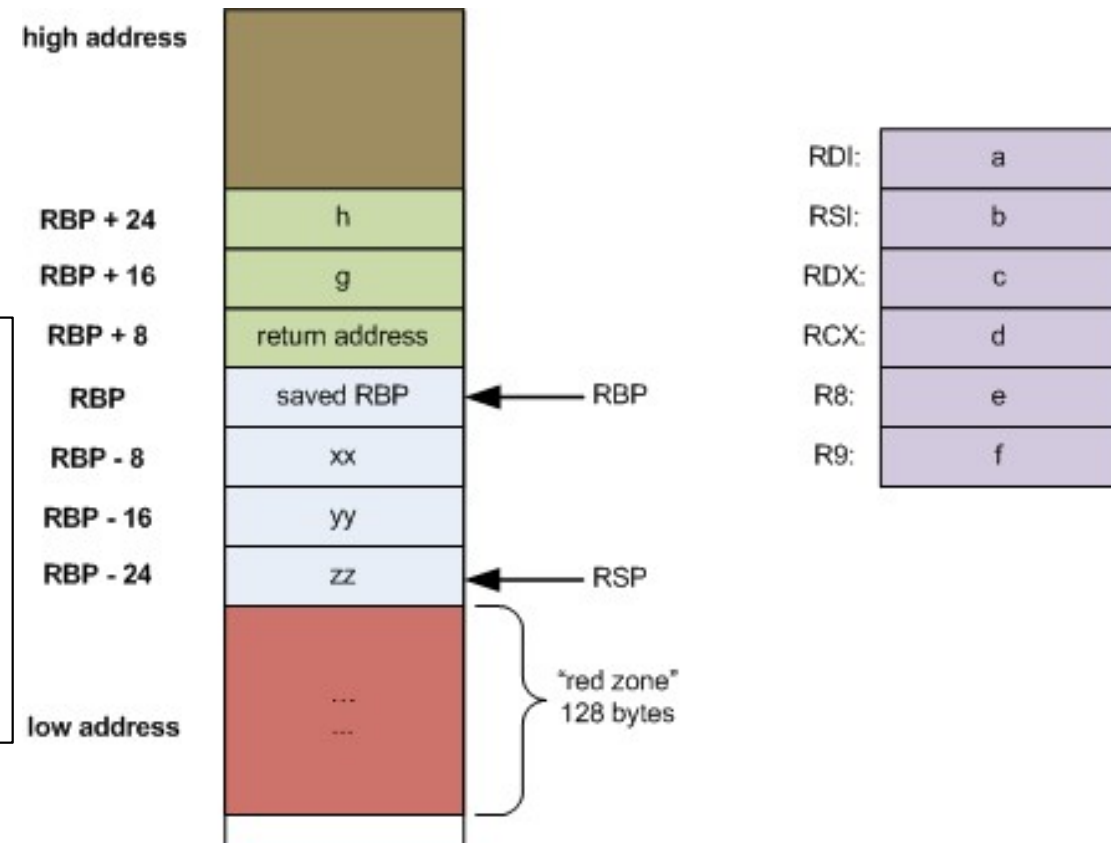 high address
RBP + 24
h
RBP + 16
g
RBP + 8
return address
RBP
saved RBP
RBP
RBP - 8
xx
RBP - 16
yy
RBP - 24
zz
RSP
...
...
"red zone"
128 bytes
low address
RDI:
a
RSI:
b
RDX:
c
RCX:
d
R8:
e
R9:
f